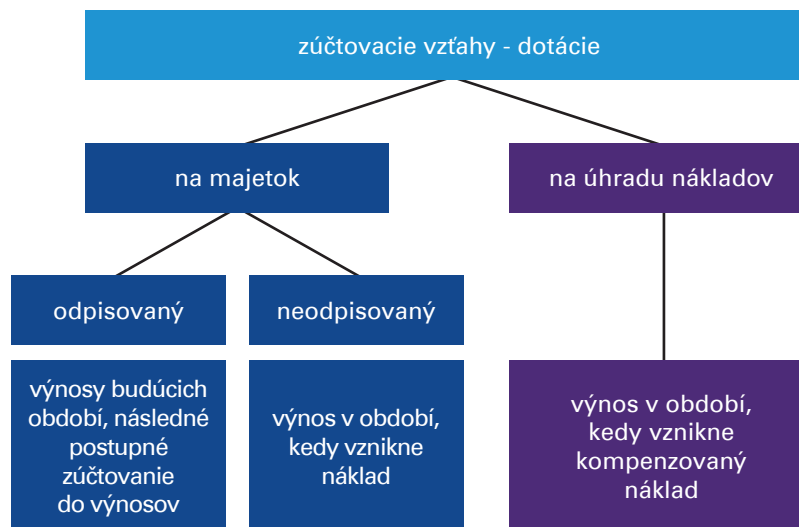 zúčtovacie vzťahy - dotácie
na majetok
na úhradu nákladov
odpisovaný
neodpisovaný
výnosy budúcich
období, následné
postupné
zúčtovanie
do výnosov
výnos v období,
kedy vznikne
náklad
výnos v období,
kedy vznikne
kompenzovaný
náklad